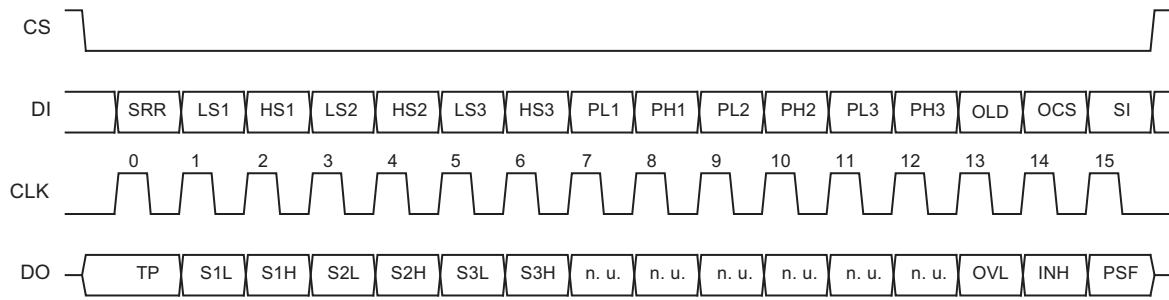 CS
DI SRR LS1 HS1 LS2 HS2 LS3 HS3 PL1 PH1 PL2 PH2 PL3 PH3 OLD OCS SI
0 1 2 3 4 5 6 7 8 9 10 11 12 13 14 15
CLK
DO TP S1L S1H S2L S2H S3L S3H n. u. n. u. n. u. n. u. n. u. n. u. OVL INH PSF